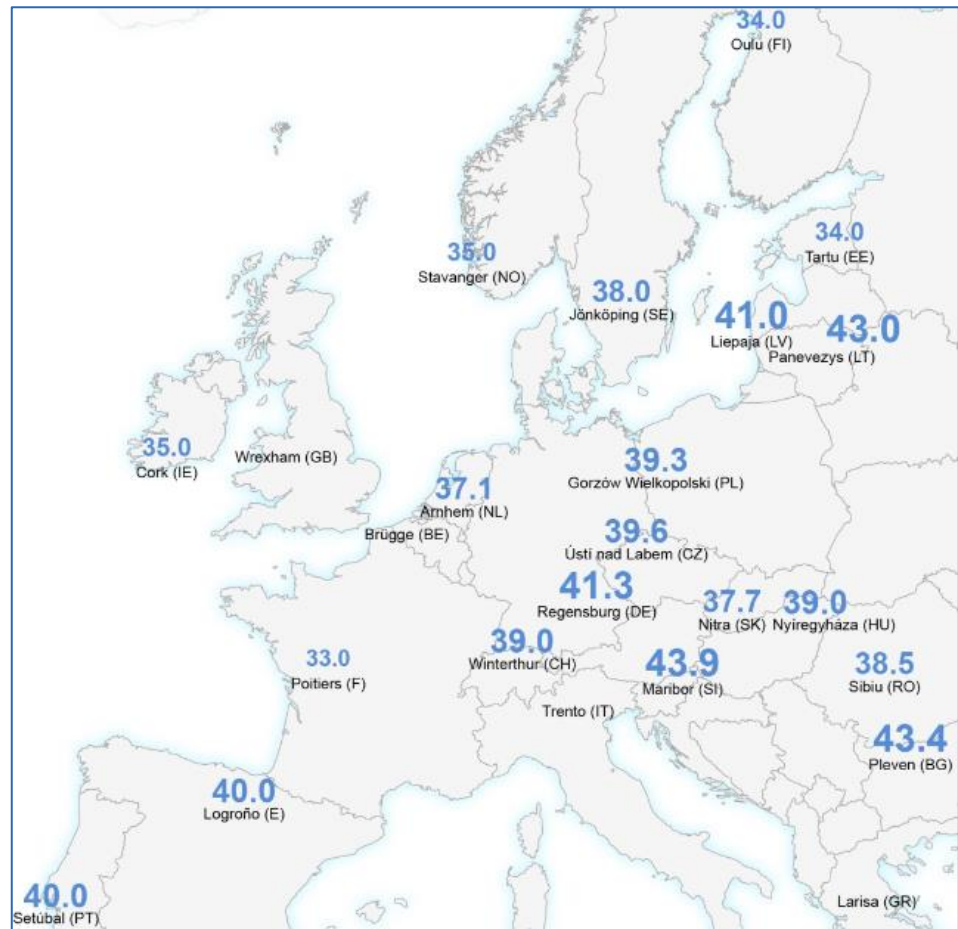 34.0
Oulu (FI)
34.0
Tartu (EE)
35.0
Stavanger (NO)
38.0
Jönköping (SE)
41.0
Liepaja (LV)
43.0
Panevezys (LT)
35.0
Cork (IE)
Wrexham (GB)
39.3
Gorzów Wielkopolski (PL)
37.1
Arnhem (NL)
Brügge (BE)
39.6
Ústí nad Labem (CZ)
41.3
Regensburg (DE)
37.7
Nitra (SK)
39.0
Nyíregyháza (HU)
39.0
Winterthur (CH)
33.0
Poitiers (F)
43.9
Maribor (SI)
38.5
Sibiu (RO)
Trento (IT)
43.4
Pleven (BG)
40.0
Logroño (E)
40.0
Setúbal (PT)
Larisa (GR)